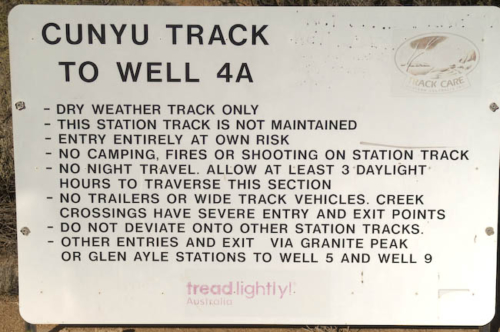 CUNYU TRACK
TO WELL 4A
TRACK CARE
- DRY WEATHER TRACK ONLY
- THIS STATION TRACK IS NOT MAINTAINED
- ENTRY ENTIRELY AT OWN RISK
- NO CAMPING, FIRES OR SHOOTING ON STATION TRACK
- NO NIGHT TRAVEL. ALLOW AT LEAST 3 DAYLIGHT
HOURS TO TRAVERSE THIS SECTION
- NO TRAILERS OR WIDE TRACK VEHICLES. CREEK
CROSSINGS HAVE SEVERE ENTRY AND EXIT POINTS
- DO NOT DEVIATE ONTO OTHER STATION TRACKS.
- OTHER ENTRIES AND EXIT VIA GRANITE PEAK
OR GLEN AYLE STATIONS TO WELL 5 AND WELL 9
tread.lightly!
Australia